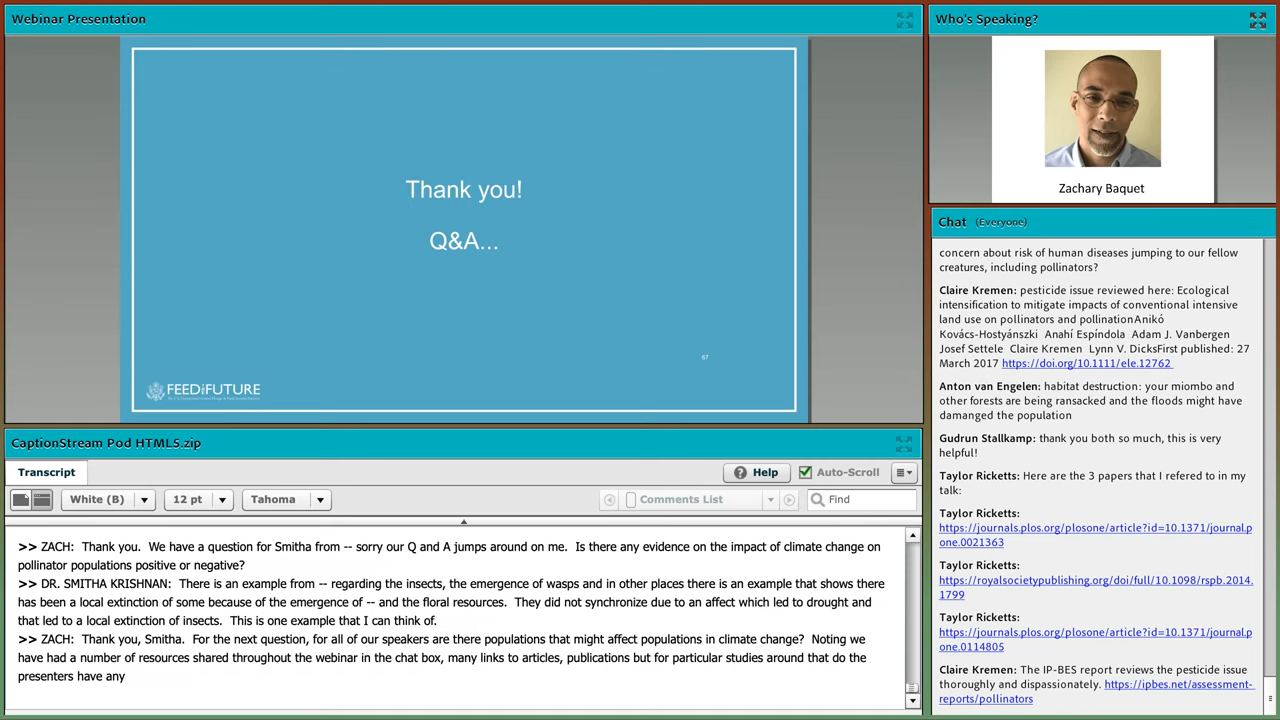 Webinar Presentation
Thank you!
Q&A...
67
FEED THE FUTURE
CaptionStream Pod HTML5.zip
Transcript
Help
Auto-Scroll
White (B)
12 pt
Tahoma
Comments List
Find
>> ZACH:  Thank you.  We have a question for Smitha from -- sorry our Q and A jumps around on me.  Is there any evidence on the impact of climate change on
pollinator populations positive or negative?
>> DR. SMITHA KRISHNAN:  There is an example from -- regarding the insects, the emergence of wasps and in other places there is an example that shows there
has been a local extinction of some because of the emergence of -- and the floral resources.  They did not synchronize due to an affect which led to drought and
that led to a local extinction of insects.  This is one example that I can think of.
>> ZACH:  Thank you, Smitha.  For the next question, for all of our speakers are there populations that might affect populations in climate change?  Noting we
have had a number of resources shared throughout the webinar in the chat box, many links to articles, publications but for particular studies around that do the
presenters have any
Who's Speaking?
Zachary Baquet
Chat (Everyone)
concern about risk of human diseases jumping to our fellow
creatures, including pollinators?
Claire Kremen: pesticide issue reviewed here: Ecological
intensification to mitigate impacts of conventional intensive
land use on pollinators and pollinationAnikó
Kovács-Hostyánszki  Anahí Espíndola  Adam J. Vanbergen
Josef Settele  Claire Kremen  Lynn V. DicksFirst published: 27
March 2017 https://doi.org/10.1111/ele.12762
Anton van Engelen: habitat destruction: your miombo and
other forests are being ransacked and the floods might have
damanged the population
Gudrun Stallkamp: thank you both so much, this is very
helpful!
Taylor Ricketts: Here are the 3 papers that I refered to in my
talk:
Taylor Ricketts:
https://journals.plos.org/plosone/article?id=10.1371/journal.p
one.0021363
Taylor Ricketts:
https://royalsocietypublishing.org/doi/full/10.1098/rspb.2014.
1799
Taylor Ricketts:
https://journals.plos.org/plosone/article?id=10.1371/journal.p
one.0114805
Claire Kremen: The IP-BES report reviews the pesticide issue
thoroughly and dispassionately. https://ipbes.net/assessment-
reports/pollinators